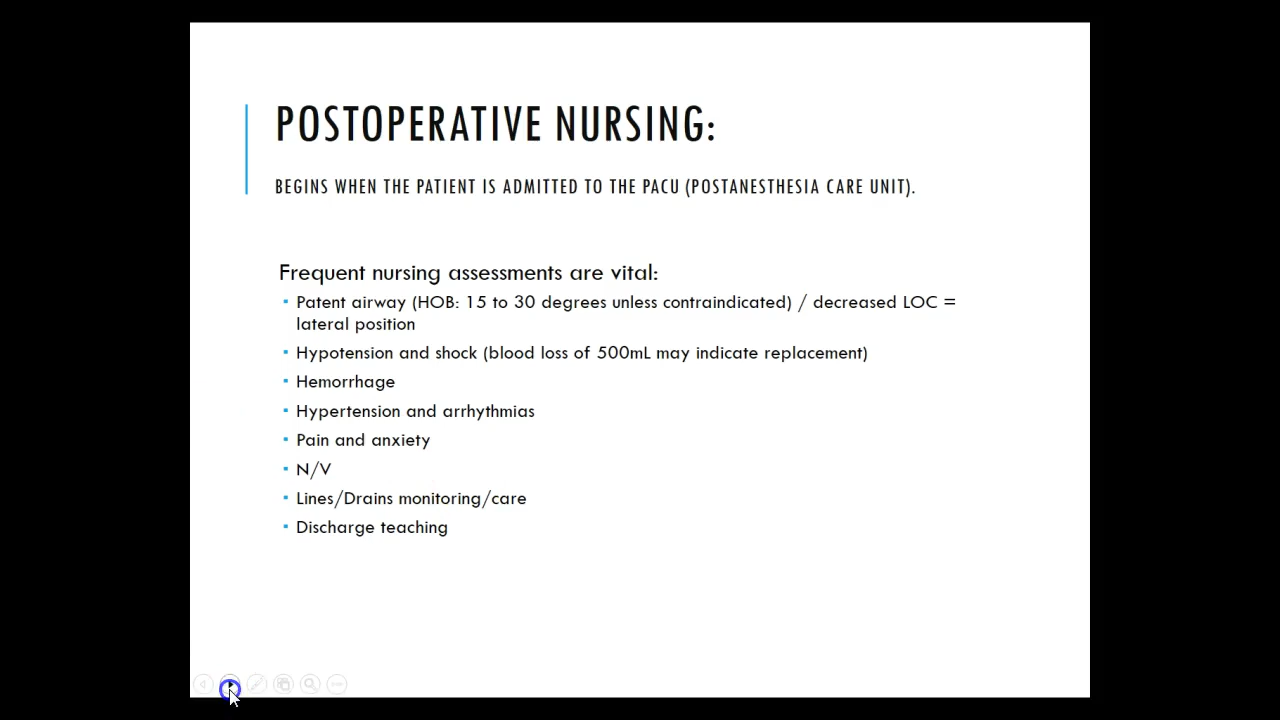 POSTOPERATIVE NURSING:
BEGINS WHEN THE PATIENT IS ADMITTED TO THE PACU (POSTANESTHESIA CARE UNIT).
Frequent nursing assessments are vital:
▪ Patent airway (HOB: 15 to 30 degrees unless contraindicated) / decreased LOC =
lateral position
▪ Hypotension and shock (blood loss of 500mL may indicate replacement)
▪ Hemorrhage
▪ Hypertension and arrhythmias
▪ Pain and anxiety
▪ N/V
▪ Lines/Drains monitoring/care
▪ Discharge teaching